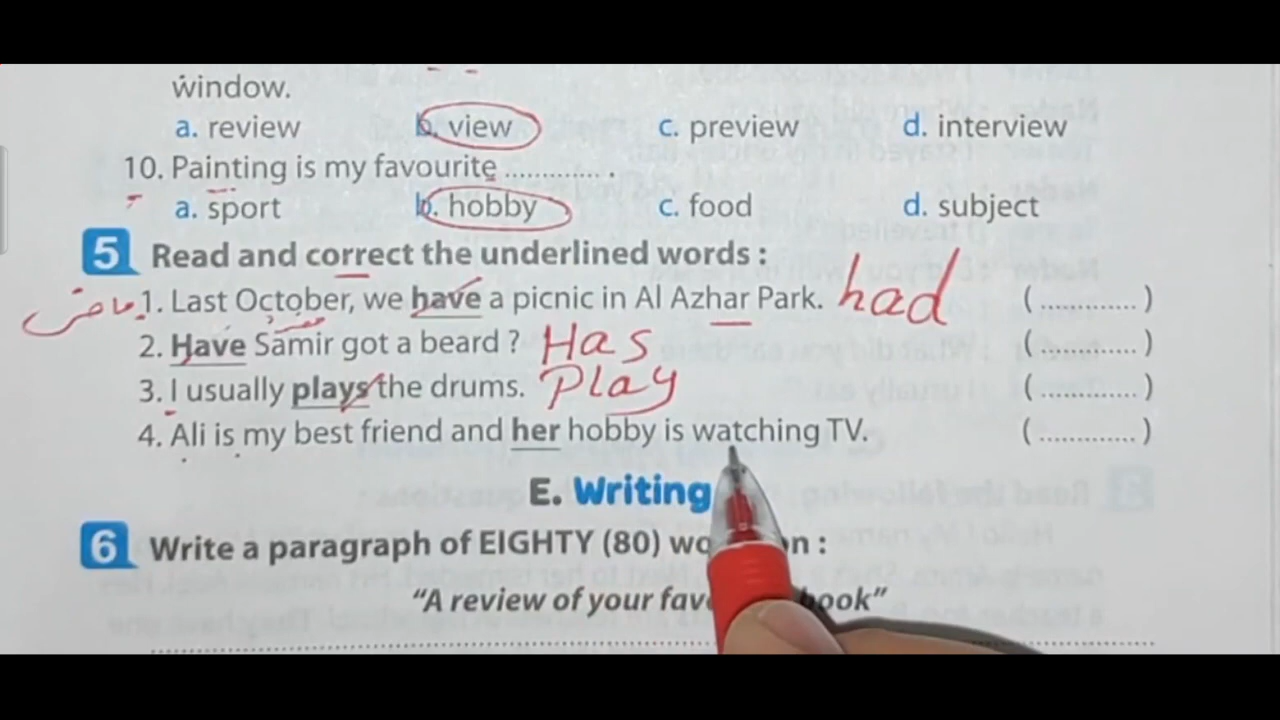 window.
a. review b. view c. preview d. interview
10. Painting is my favourite ............ .
a. sport b. hobby c. food d. subject
5 Read and correct the underlined words :
ماضى 1. Last October, we have a picnic in Al Azhar Park. had (............)
2. Have Samir got a beard ? Has (............)
3. I usually plays the drums. Play (............)
4. Ali is my best friend and her hobby is watching TV. (............)
E. Writing
6 Write a paragraph of EIGHTY (80) :
"A review of your book"